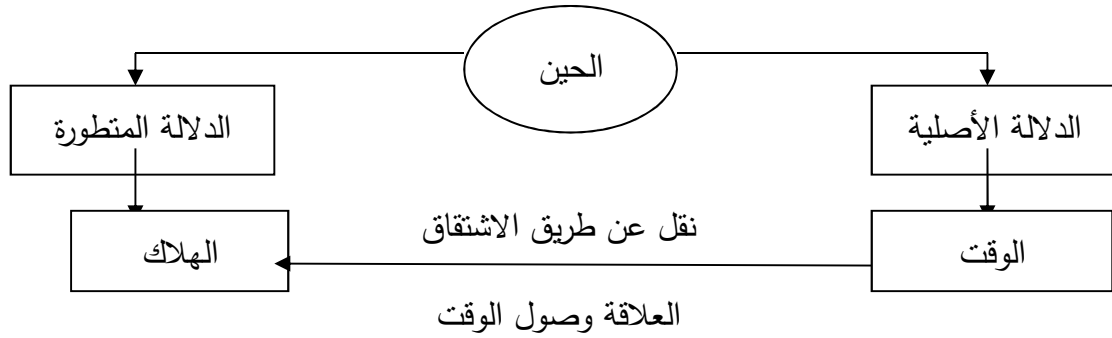 الحين
الدلالة الأصلية
الدلالة المتطورة
نقل عن طريق الاشتقاق
الوقت
الهلاك
العلاقة وصول الوقت